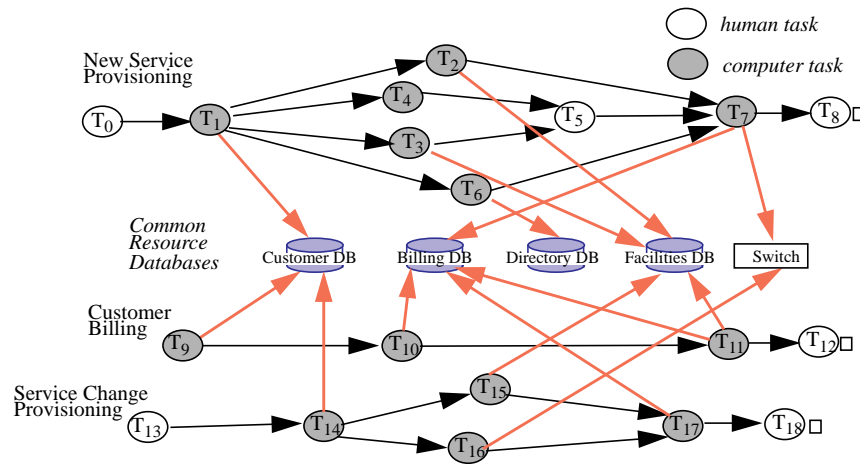 human task
computer task
New Service
Provisioning
T0
T1
T2
T4
T3
T6
T5
T7
T8
Common
Resource
Databases
Customer DB
Billing DB
Directory DB
Facilities DB
Switch
Customer
Billing
T9
T10
T11
T12
Service Change
Provisioning
T13
T14
T15
T16
T17
T18